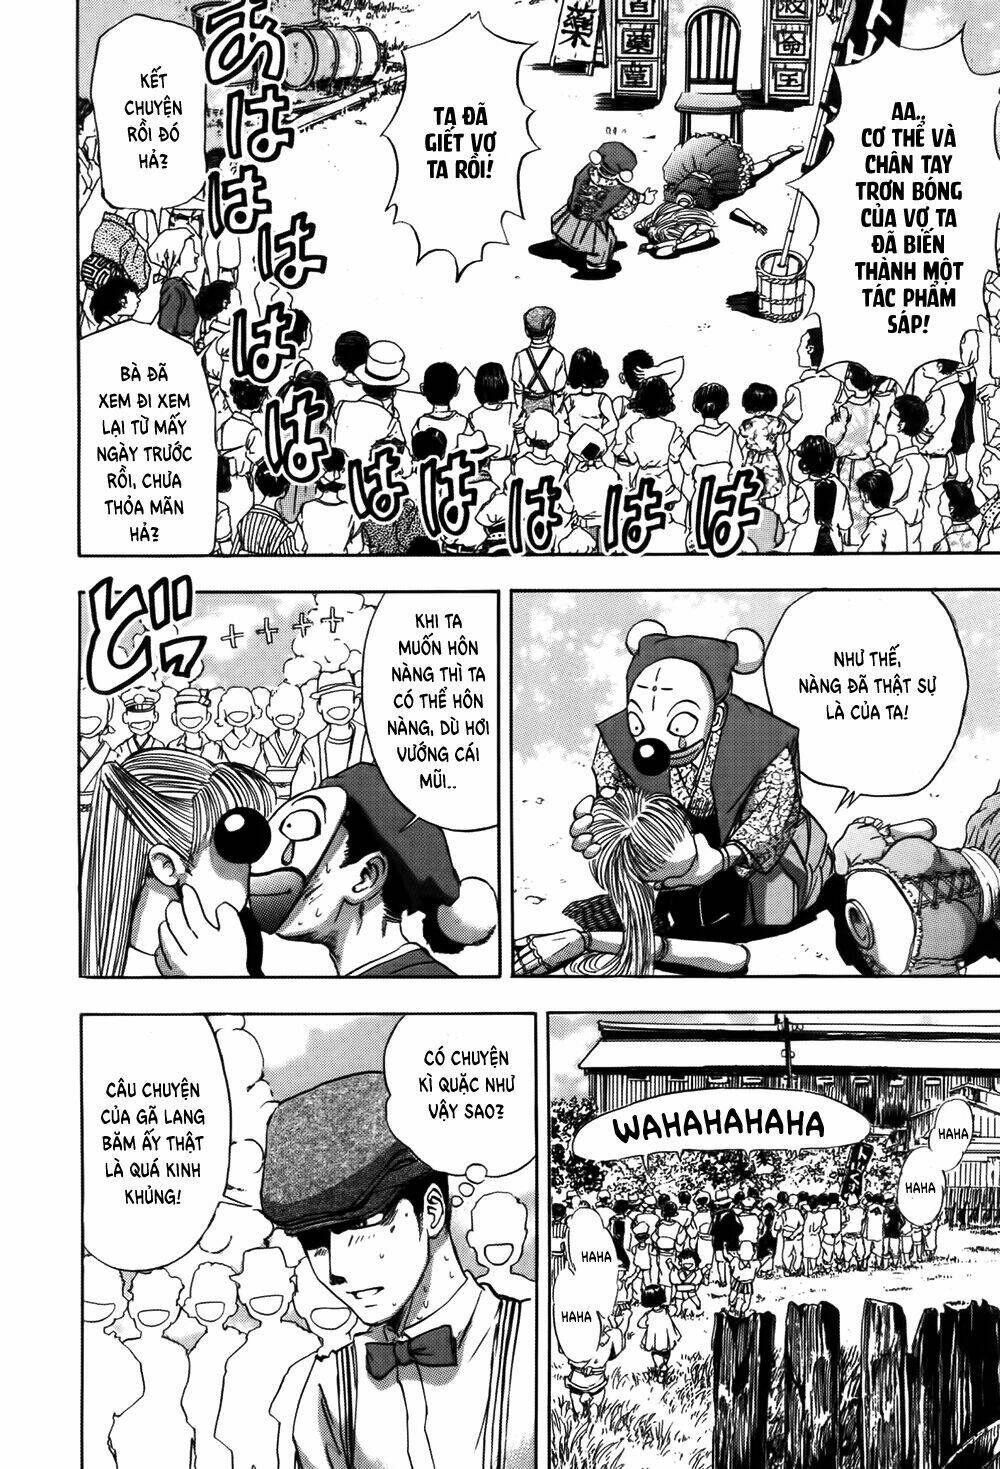 AA..,
CƠ THỂ VÀ
CHÂN TAY
TRƠN BÓNG
CỦA VỢ TA
ĐÃ BIẾN
THÀNH MỘT
TÁC PHẨM
SÁP!
TA ĐÃ
GIẾT VỢ
TA RỒI!
KẾT
CHUYỆN
RỒI ĐÓ
HẢ?
あははははははははははは
BÀ ĐÃ
XEM ĐI XEM
LẠI TỪ MẤY
NGÀY TRƯỚC
RỒI, CHƯA
THỎA MÃN
HẢ?
NHƯ THẾ,
NÀNG ĐÃ THẬT SỰ
LÀ CỦA TA!
KHI TA
MUỐN HÔN
NÀNG THÌ TA
CÓ THỂ HÔN
NÀNG, DÙ HƠI
VƯỚNG CÁI
MŨI..
どッ
WAHAHAHAHA
HAHA
HAHA
HAHA
HAHA
CÓ CHUYỆN
KÌ QUẶC NHƯ
VẬY SAO?
CÂU CHUYỆN
CỦA GÃ LANG
BĂM ẤY THẬT
LÀ QUÁ KINH
KHỦNG!